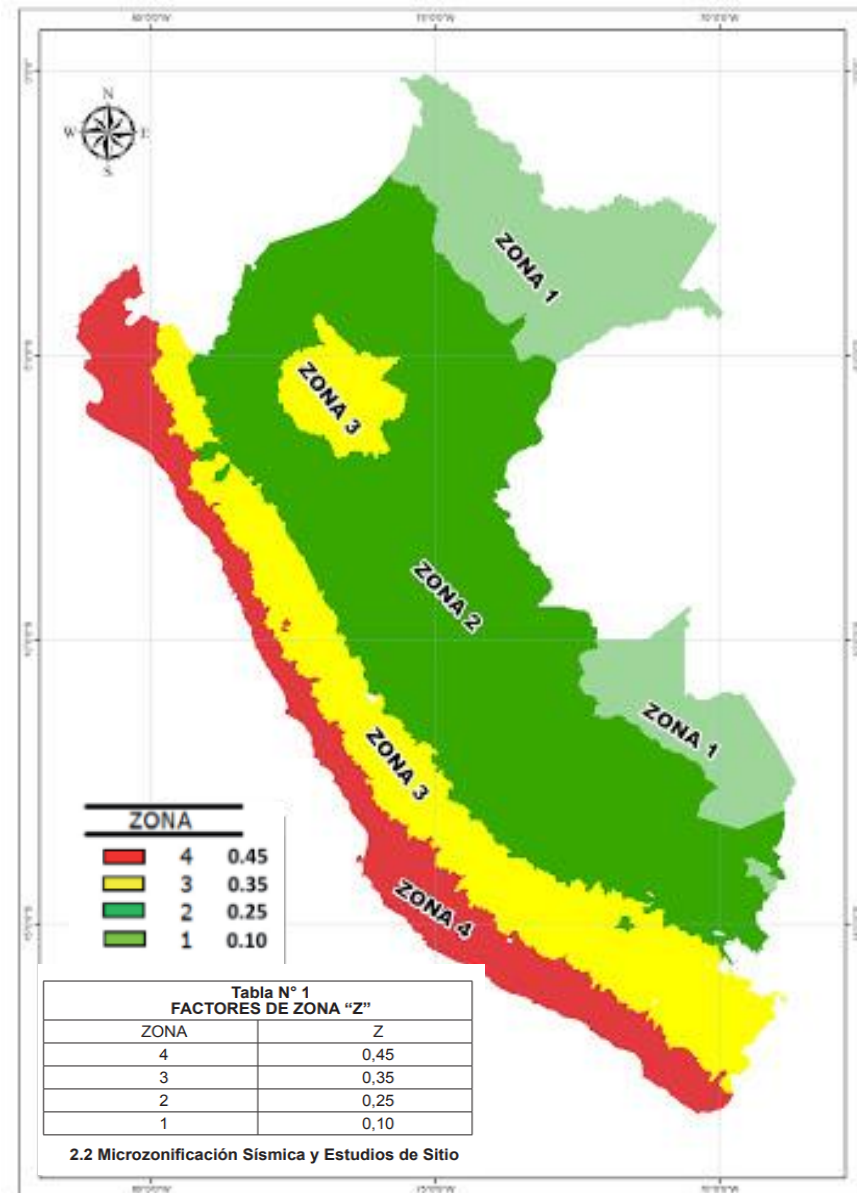 N
W E
S
ZONA 1
ZONA 3
ZONA 2
ZONA 1
ZONA 3
ZONA 4
ZONA
4 0.45
3 0.35
2 0.25
1 0.10
Tabla N° 1
FACTORES DE ZONA “Z”
ZONA Z
4 0,45
3 0,35
2 0,25
1 0,10
2.2 Microzonificación Sísmica y Estudios de Sitio